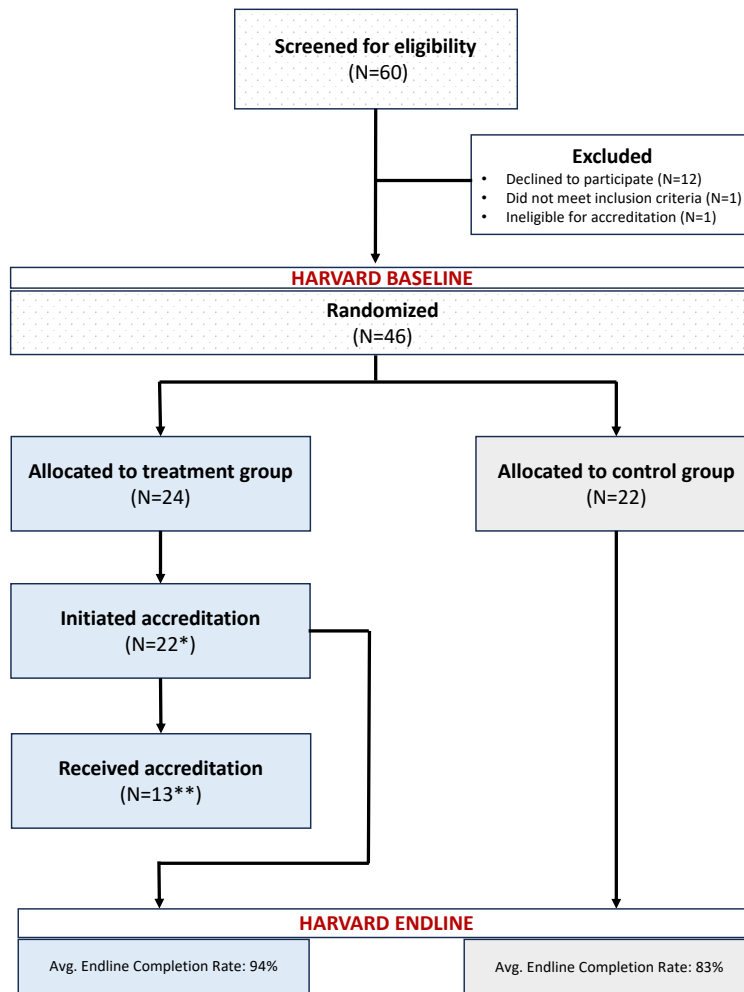 Screened for eligibility
(N=60)
Excluded
• Declined to participate (N=12)
• Did not meet inclusion criteria (N=1)
• Ineligible for accreditation (N=1)
HARVARD BASELINE
Randomized
(N=46)
Allocated to treatment group
(N=24)
Allocated to control group
(N=22)
Initiated accreditation
(N=22*)
Received accreditation
(N=13**)
HARVARD ENDLINE
Avg. Endline Completion Rate: 94%
Avg. Endline Completion Rate: 83%